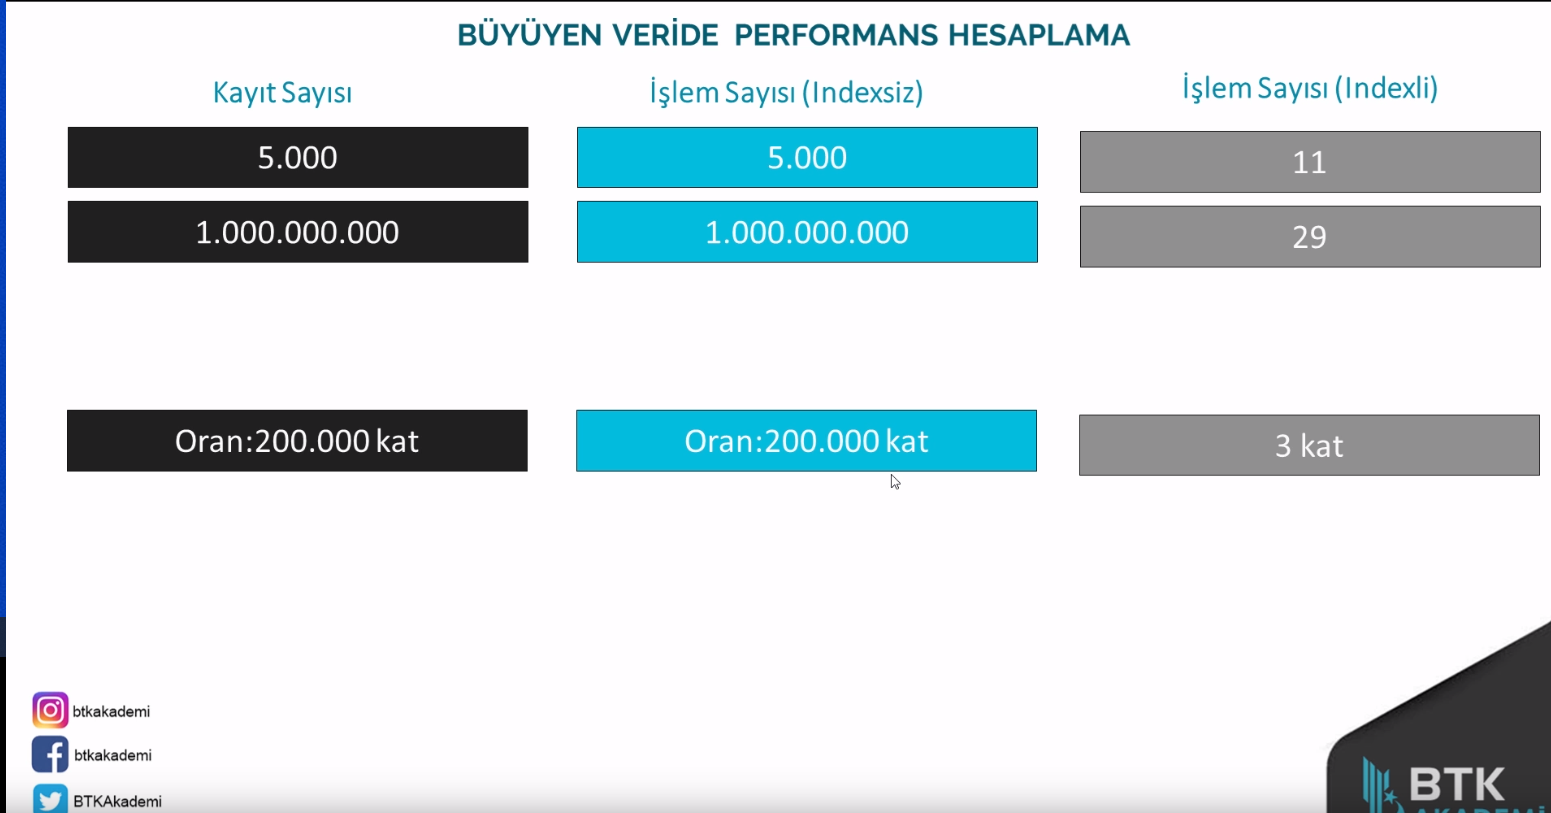 BÜYÜYEN VERİDE PERFORMANS HESAPLAMA
Kayıt Sayısı
İşlem Sayısı (Indexsiz)
İşlem Sayısı (Indexli)
5.000
5.000
11
1.000.000.000
1.000.000.000
29
Oran:200.000 kat
Oran:200.000 kat
3 kat
btkakademi
btkakademi
BTKAkademi
BTK
AKADEMİ